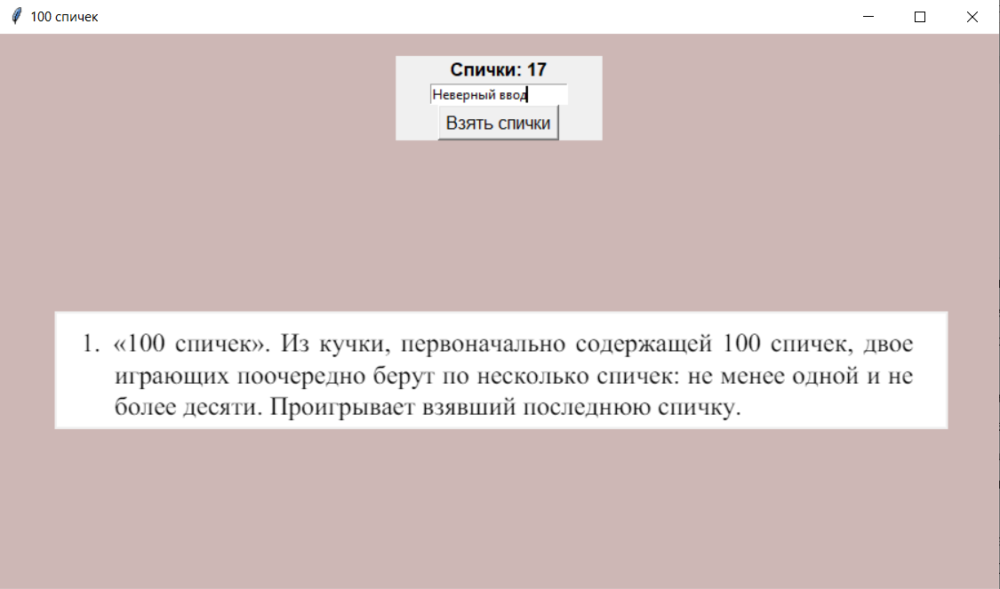 100 спичек
Спички: 17
Неверный ввод
Взять спички
1. «100 спичек». Из кучки, первоначально содержащей 100 спичек, двое
играющих поочередно берут по несколько спичек: не менее одной и не
более десяти. Проигрывает взявший последнюю спичку.